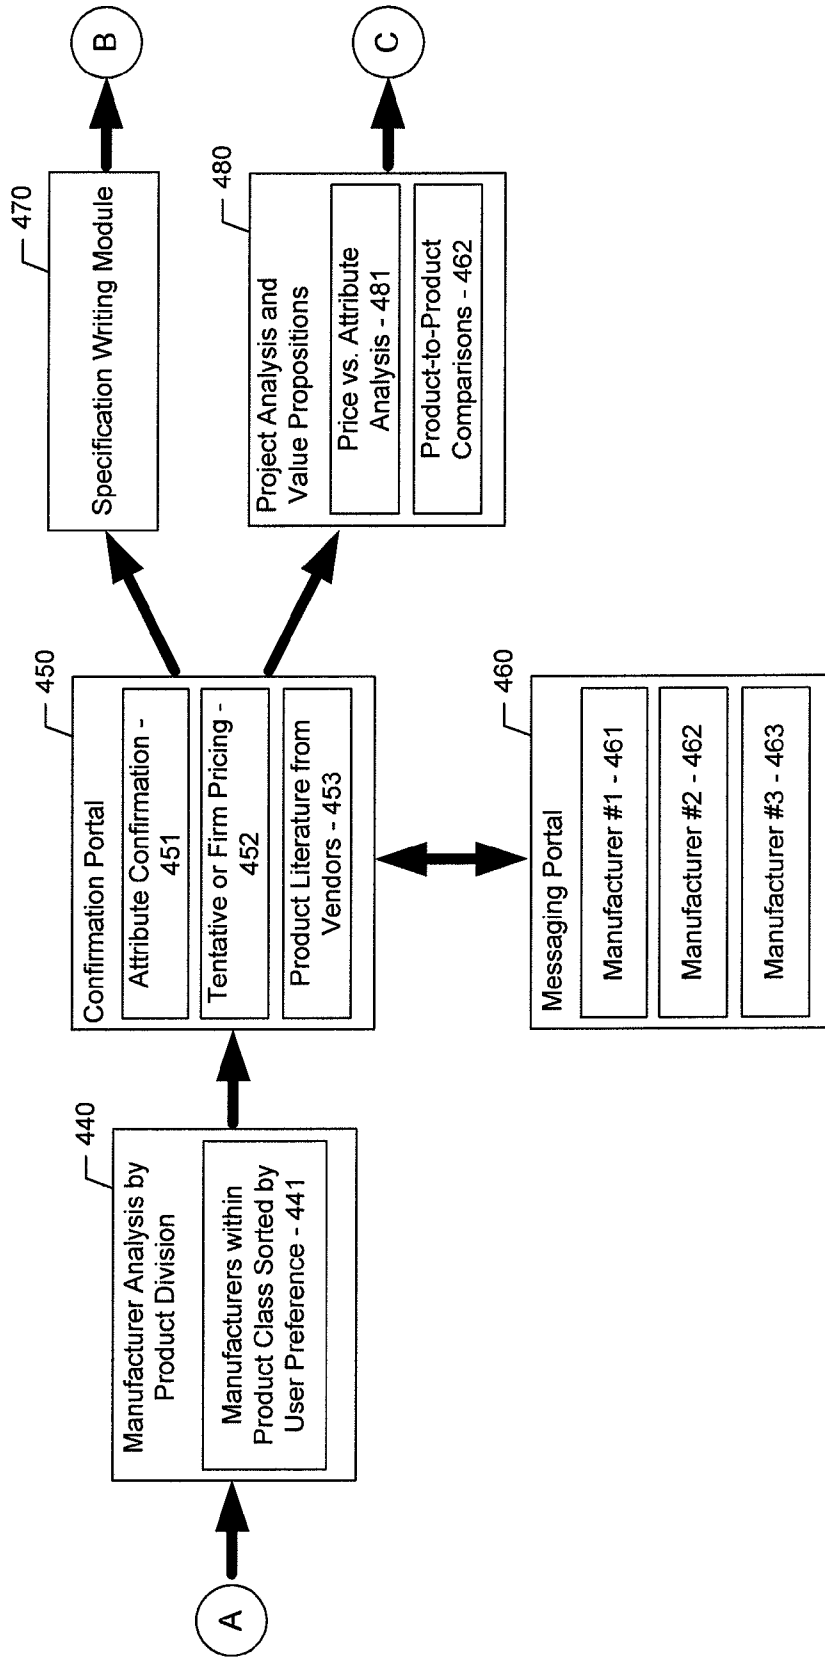 A
440
Manufacturer Analysis by
Product Division
Manufacturers within
Product Class Sorted by
User Preference - 441
450
Confirmation Portal
Attribute Confirmation -
451
Tentative or Firm Pricing -
452
Product Literature from
Vendors - 453
460
Messaging Portal
Manufacturer #1 - 461
Manufacturer #2 - 462
Manufacturer #3 - 463
470
Specification Writing Module
B
480
Project Analysis and
Value Propositions
Price vs. Attribute
Analysis - 481
Product-to-Product
Comparisons - 462
C